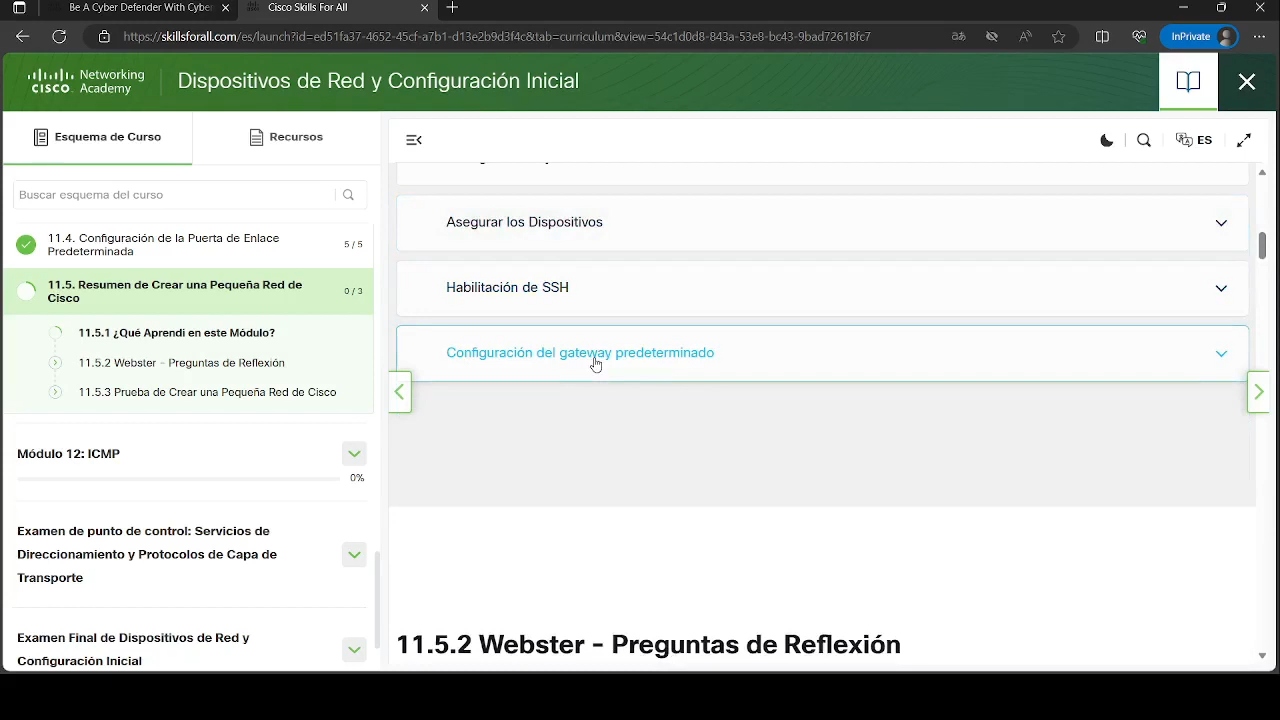 Be A Cyber Defender With Cyber
Cisco Skills For All
https://skillsforall.com/es/launch?id=ed51fa37-4652-45cf-a7b1-d13e2b9d3f4c8&tab=curriculum&view=54c1d0d8-843a-53e8-bc43-9bad72618fc7
InPrivate
Networking
CISCO Academy
Dispositivos de Red y Configuración Inicial
Esquema de Curso
Recursos
ES
Buscar esquema del curso
11.4. Configuración de la Puerta de Enlace
Predeterminada
5 / 5
11.5. Resumen de Crear una Pequeña Red de
Cisco
0 / 3
11.5.1 ¿Qué Aprendi en este Módulo?
11.5.2 Webster - Preguntas de Reflexión
11.5.3 Prueba de Crear una Pequeña Red de Cisco
Módulo 12: ICMP
0%
Examen de punto de control: Servicios de
Direccionamiento y Protocolos de Capa de
Transporte
Examen Final de Dispositivos de Red y
Configuración Inicial
Asegurar los Dispositivos
Habilitación de SSH
Configuración del gateway predeterminado
11.5.2 Webster - Preguntas de Reflexión